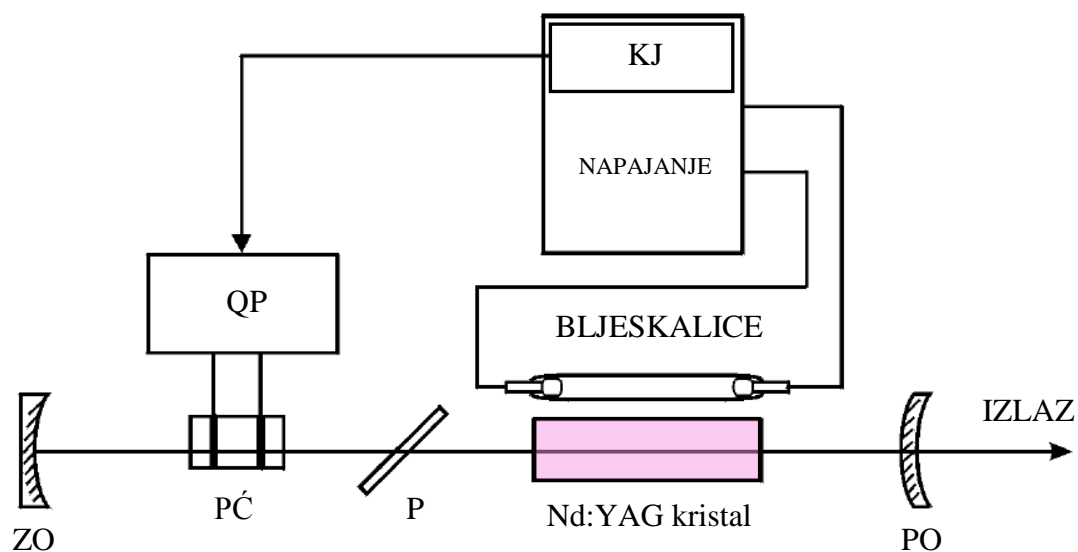 KJ
NAPAJANJE
QP
BLJESKALICE
IZLAZ
PĆ
P
Nd:YAG kristal
ZO
PO